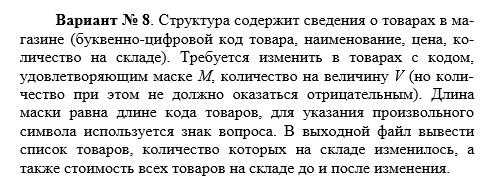 Вариант № 8. Структура содержит сведения о товарах в ма-
газине (буквенно-цифровой код товара, наименование, цена, ко-
личество на складе). Требуется изменить в товарах с кодом,
удовлетворяющим маске M, количество на величину V (но коли-
чество при этом не должно оказаться отрицательным). Длина
маски равна длине кода товаров, для указания произвольного
символа используется знак вопроса. В выходной файл вывести
список товаров, количество которых на складе изменилось, а
также стоимость всех товаров на складе до и после изменения.